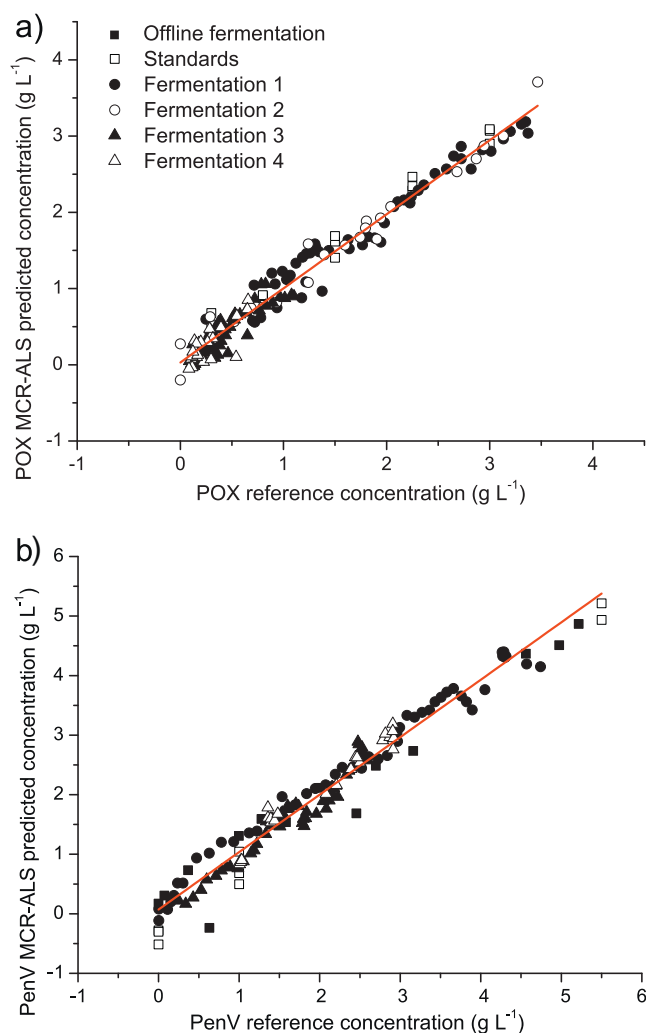 a)
Offline fermentation
Standards
Fermentation 1
Fermentation 2
Fermentation 3
Fermentation 4
POX MCR-ALS predicted concentration (g L⁻¹)
4
3
2
1
0
-1
-1 0 1 2 3 4
POX reference concentration (g L⁻¹)
b)
PenV MCR-ALS predicted concentration (g L⁻¹)
6
5
4
3
2
1
0
-1
-1 0 1 2 3 4 5 6
PenV reference concentration (g L⁻¹)